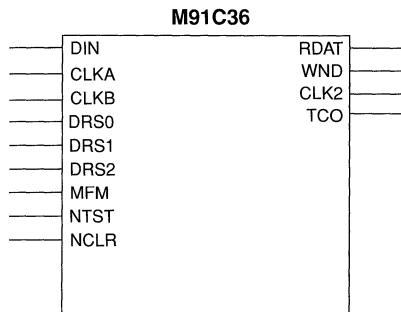 M91C36
DIN
CLKA
CLKB
DRS0
DRS1
DRS2
MFM
NTST
NCLR
RDAT
WND
CLK2
TCO